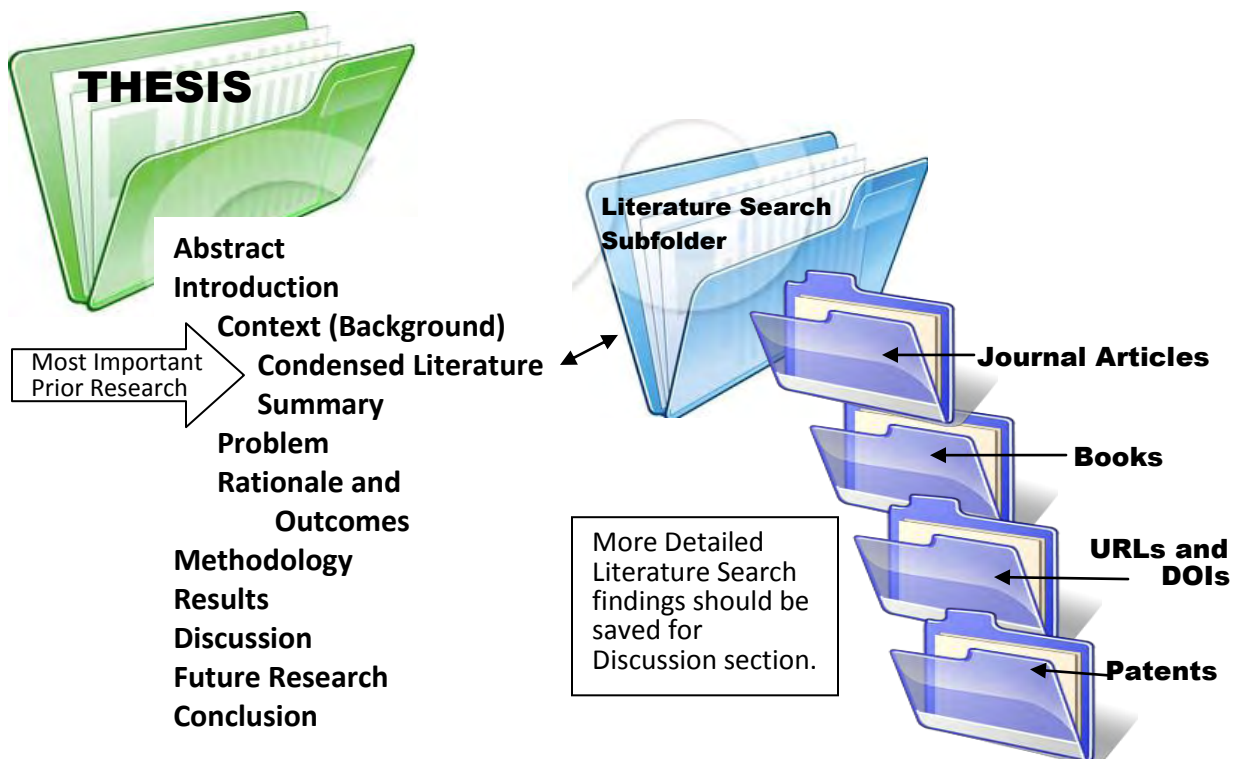 THESIS
Abstract
Introduction
Context (Background)
Condensed Literature
Summary
Problem
Rationale and
Outcomes
Methodology
Results
Discussion
Future Research
Conclusion
Most Important
Prior Research
Literature Search
Subfolder
Journal Articles
Books
URLs and
DOIs
Patents
More Detailed
Literature Search
findings should be
saved for
Discussion section.